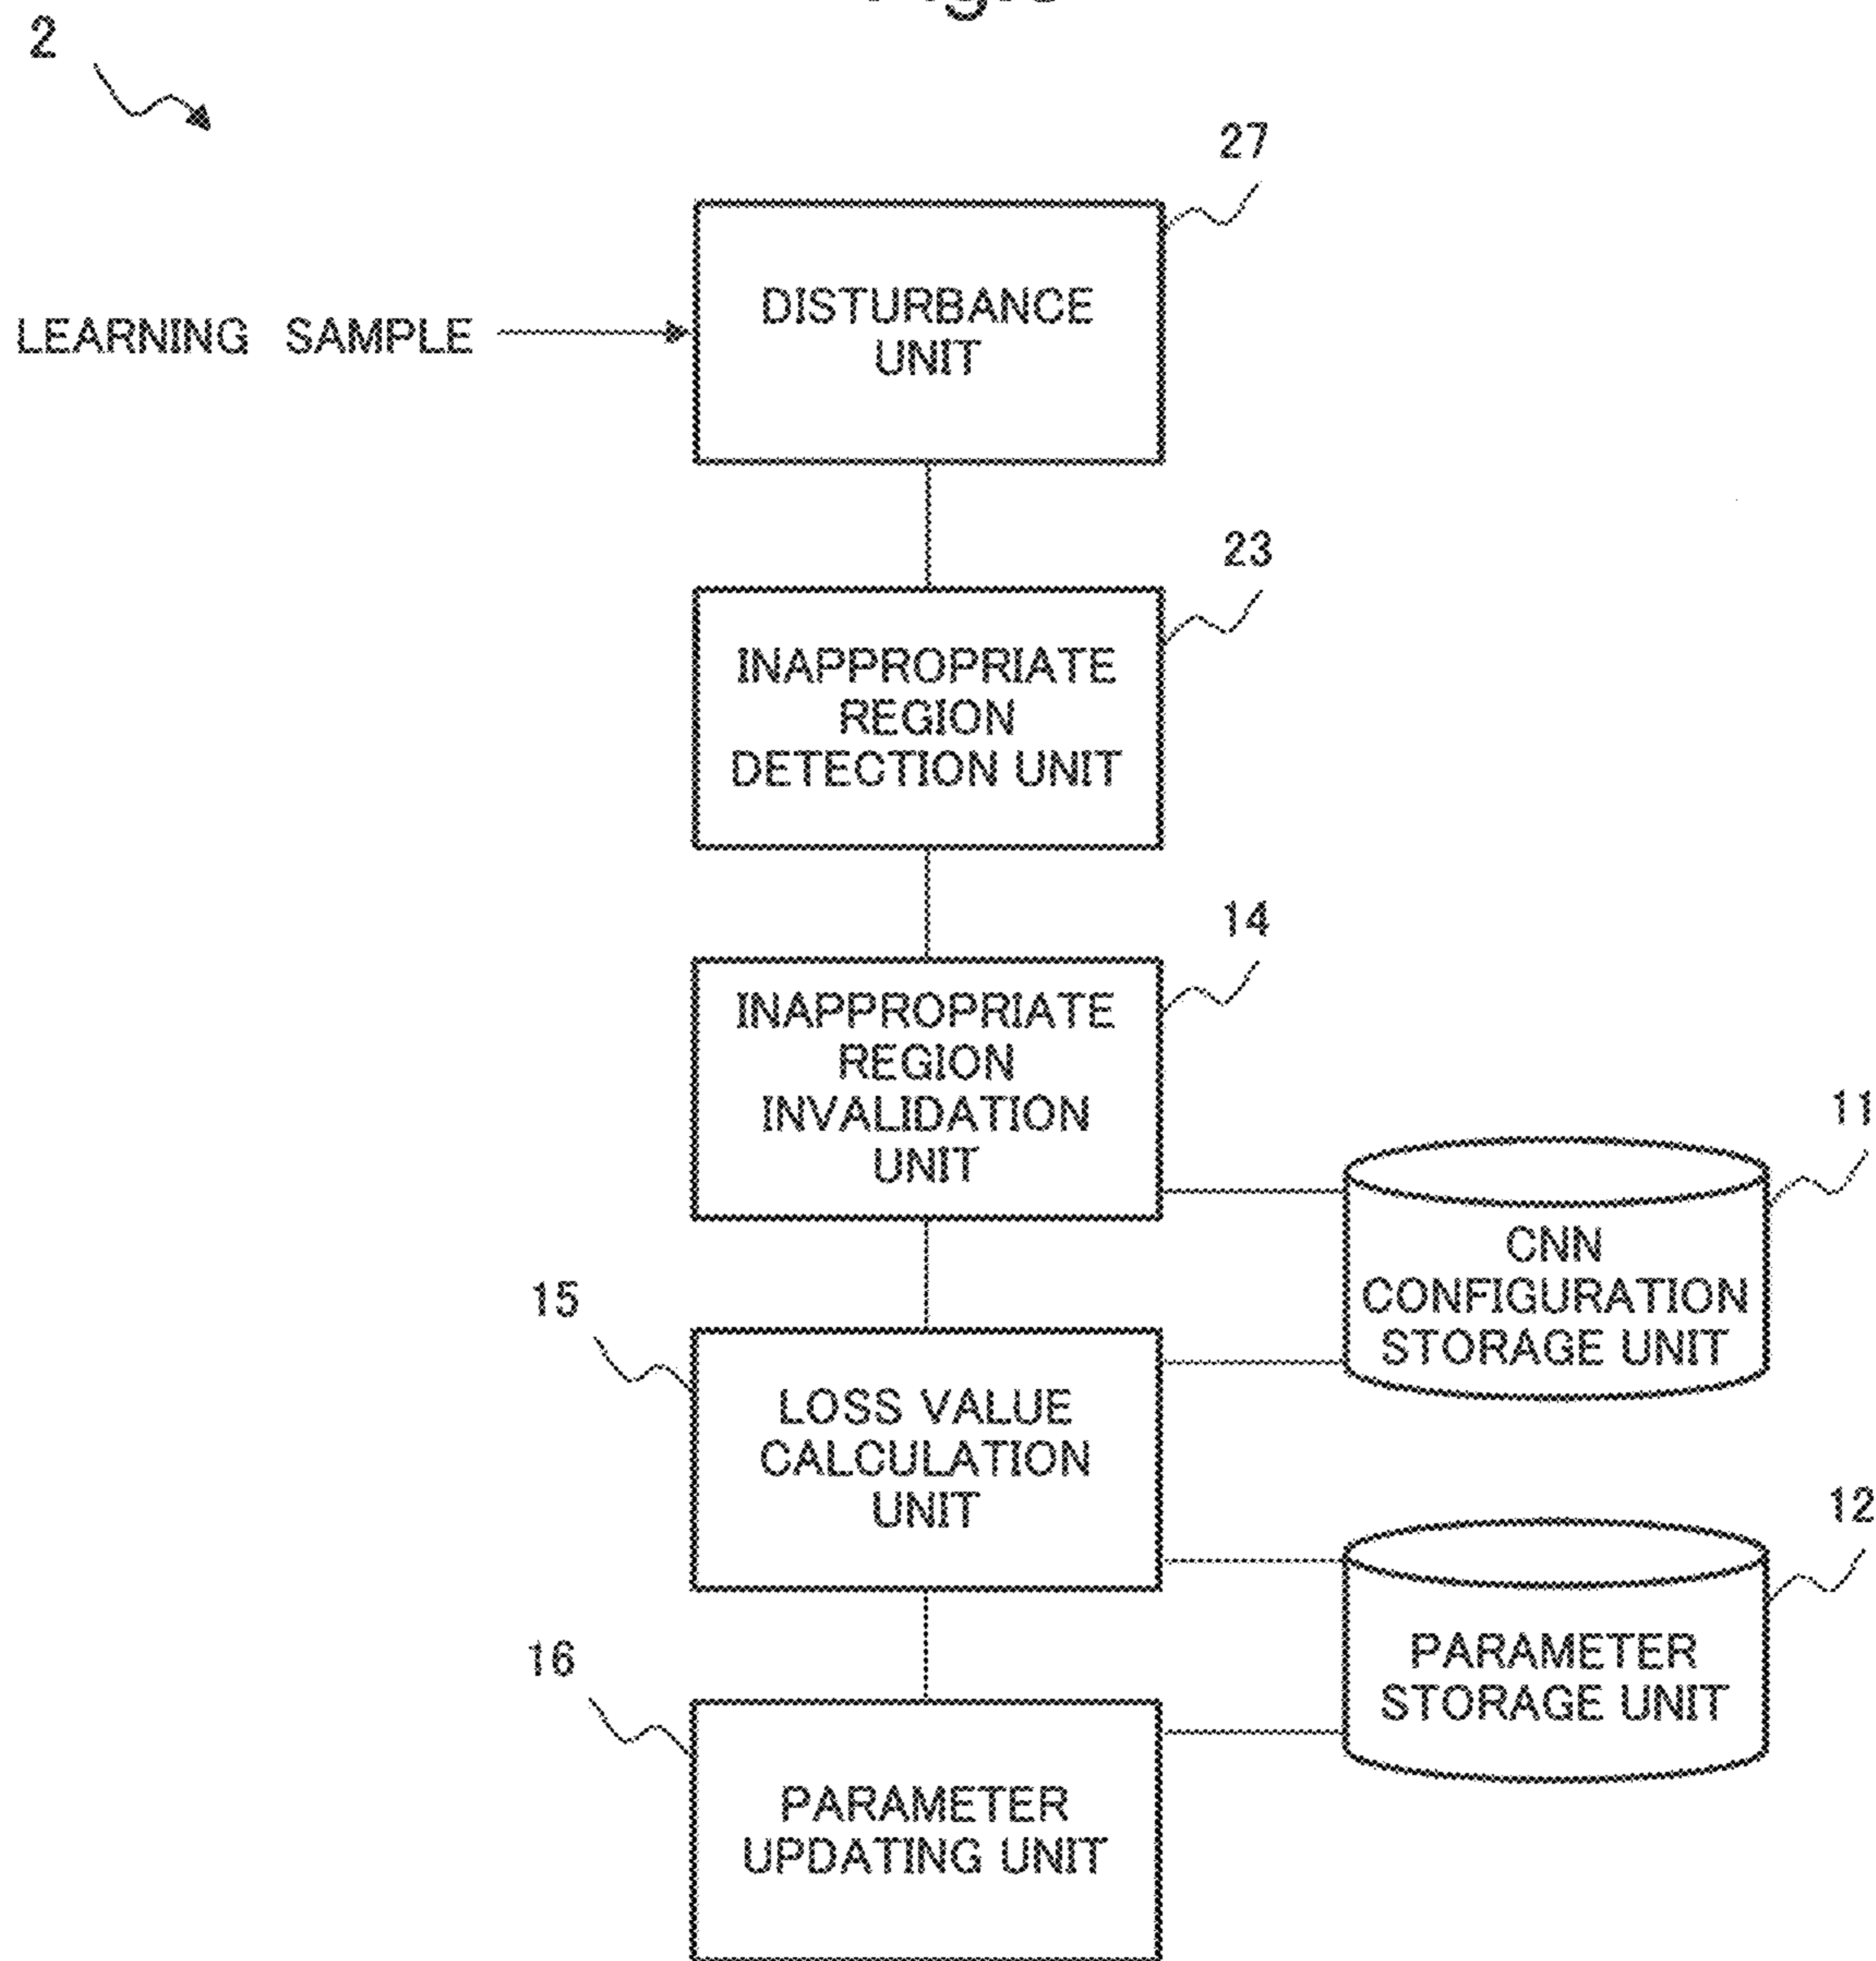 2
27
LEARNING SAMPLE
DISTURBANCE
UNIT
23
INAPPROPRIATE
REGION
DETECTION UNIT
14
INAPPROPRIATE
REGION
INVALIDATION
UNIT
11
CNN
CONFIGURATION
STORAGE UNIT
15
LOSS VALUE
CALCULATION
UNIT
12
PARAMETER
STORAGE UNIT
16
PARAMETER
UPDATING UNIT